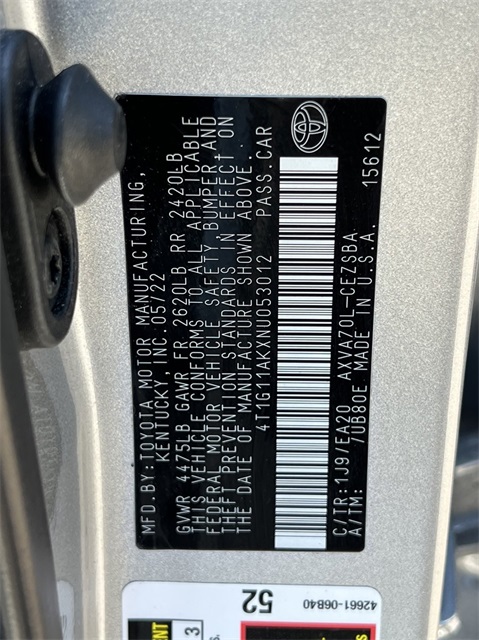 MFD.BY:TOYOTA MOTOR MANUFACTURING,
KENTUCKY, INC.05/22
GVWR 4475LB GAWR FR 2620LB RR 2420LB
THIS VEHICLE CONFORMS TO ALL APPLICABLE
FEDERAL MOTOR VEHICLE SAFETY, BUMPER, AND
THEFT PREVENTION STANDARDS IN EFFECT ON
THE DATE OF MANUFACTURE SHOWN ABOVE.
4T1G11AKXNU053012 PASS.CAR
C/TR:1J9/EA20 AXVA70L-CEZSBA
A/TM: /UB80E MADE IN U.S.A. 15612
52
42661-06B40
3